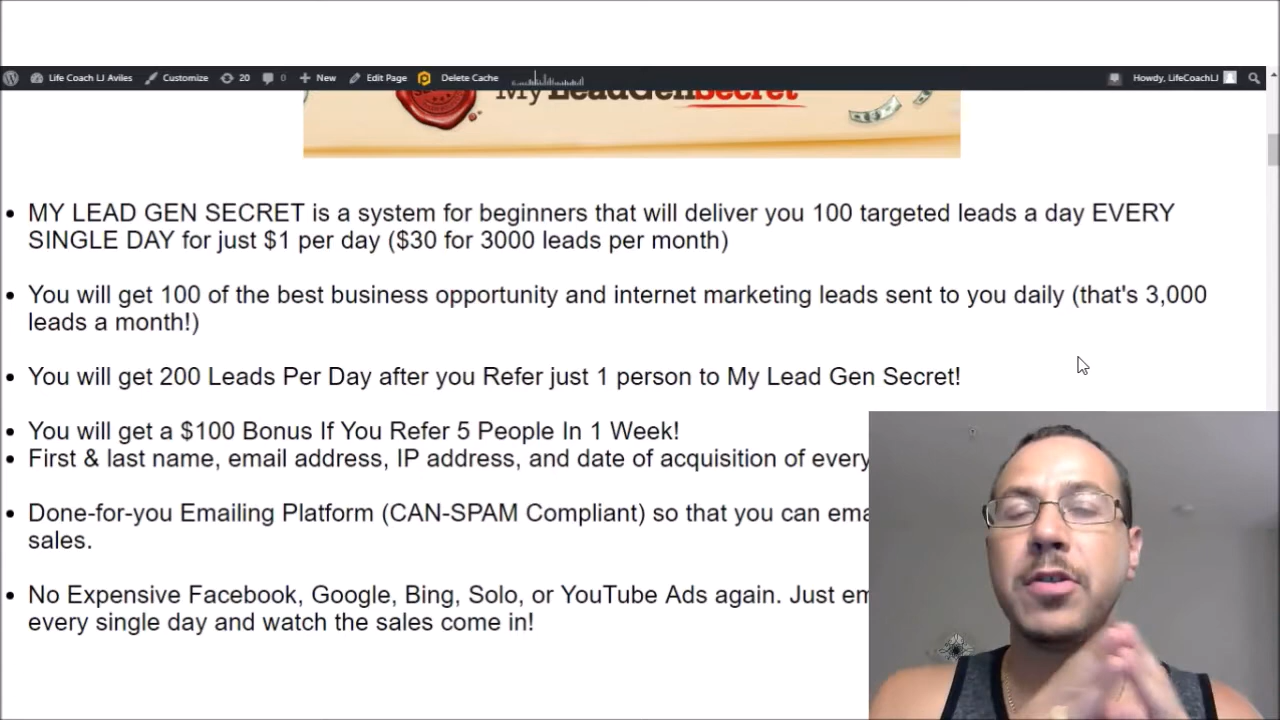 Life Coach LJ Aviles Customize 20 0 New Edit Page Delete Cache Howdy, LifeCoachLJ
My LeadGenSecret
MY LEAD GEN SECRET is a system for beginners that will deliver you 100 targeted leads a day EVERY
SINGLE DAY for just $1 per day ($30 for 3000 leads per month)
You will get 100 of the best business opportunity and internet marketing leads sent to you daily (that's 3,000
leads a month!)
You will get 200 Leads Per Day after you Refer just 1 person to My Lead Gen Secret!
You will get a $100 Bonus If You Refer 5 People In 1 Week!
First & last name, email address, IP address, and date of acquisition of every
Done-for-you Emailing Platform (CAN-SPAM Compliant) so that you can
sales.
No Expensive Facebook, Google, Bing, Solo, or YouTube Ads again. Just
every single day and watch the sales come in!